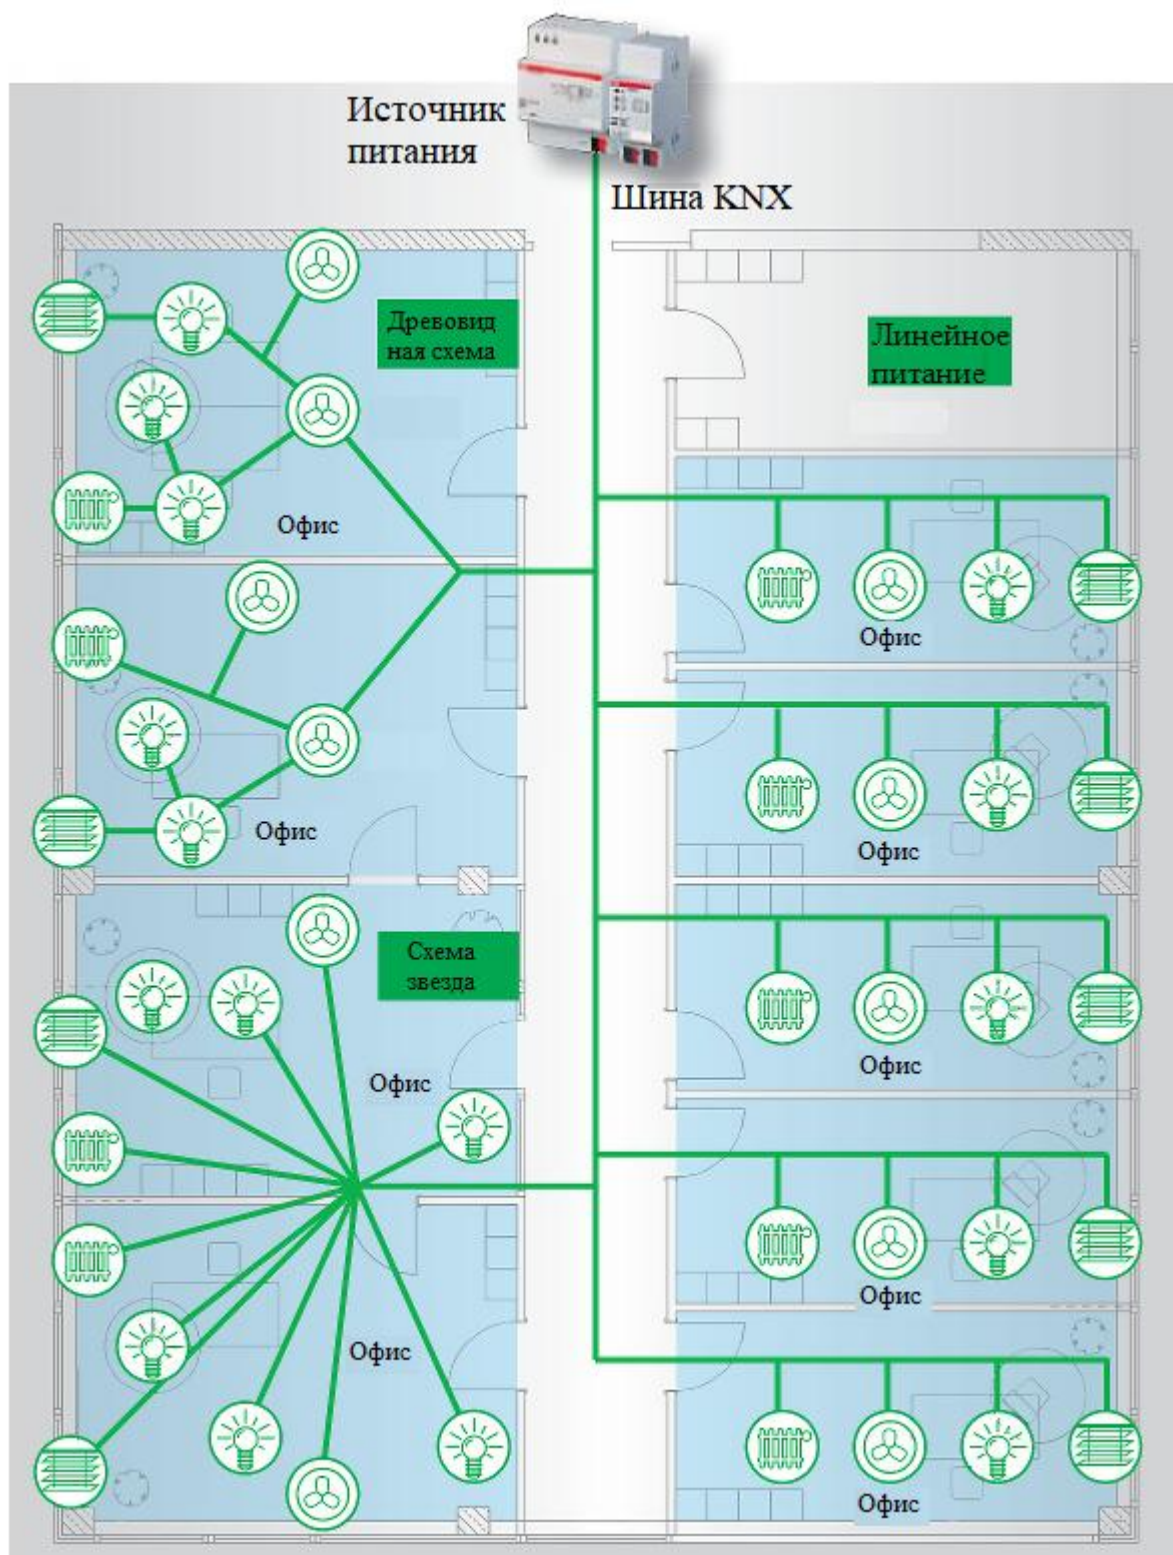 Источник
питания
Шина KNX
Древовид
ная схема
Линейное
питание
Офис
Офис
Офис
Офис
Схема
звезда
Офис
Офис
Офис
Офис
Офис